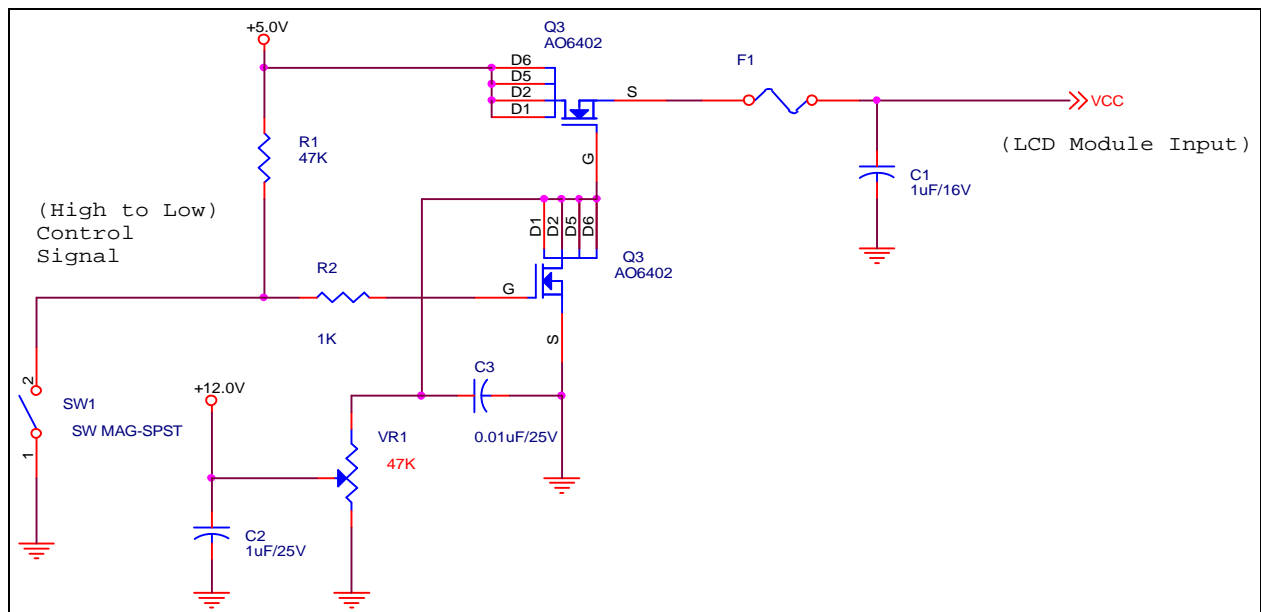 +5.0V
Q3
AO6402
F1
D6
D5
D2
D1
S
G
VCC
(LCD Module Input)
R1
47K
C1
1uF/16V
(High to Low)
Control
Signal
D1
D2
D5
D6
Q3
AO6402
R2
1K
G
S
C3
0.01uF/25V
2
SW1
SW MAG-SPST
1
+12.0V
VR1
47K
C2
1uF/25V